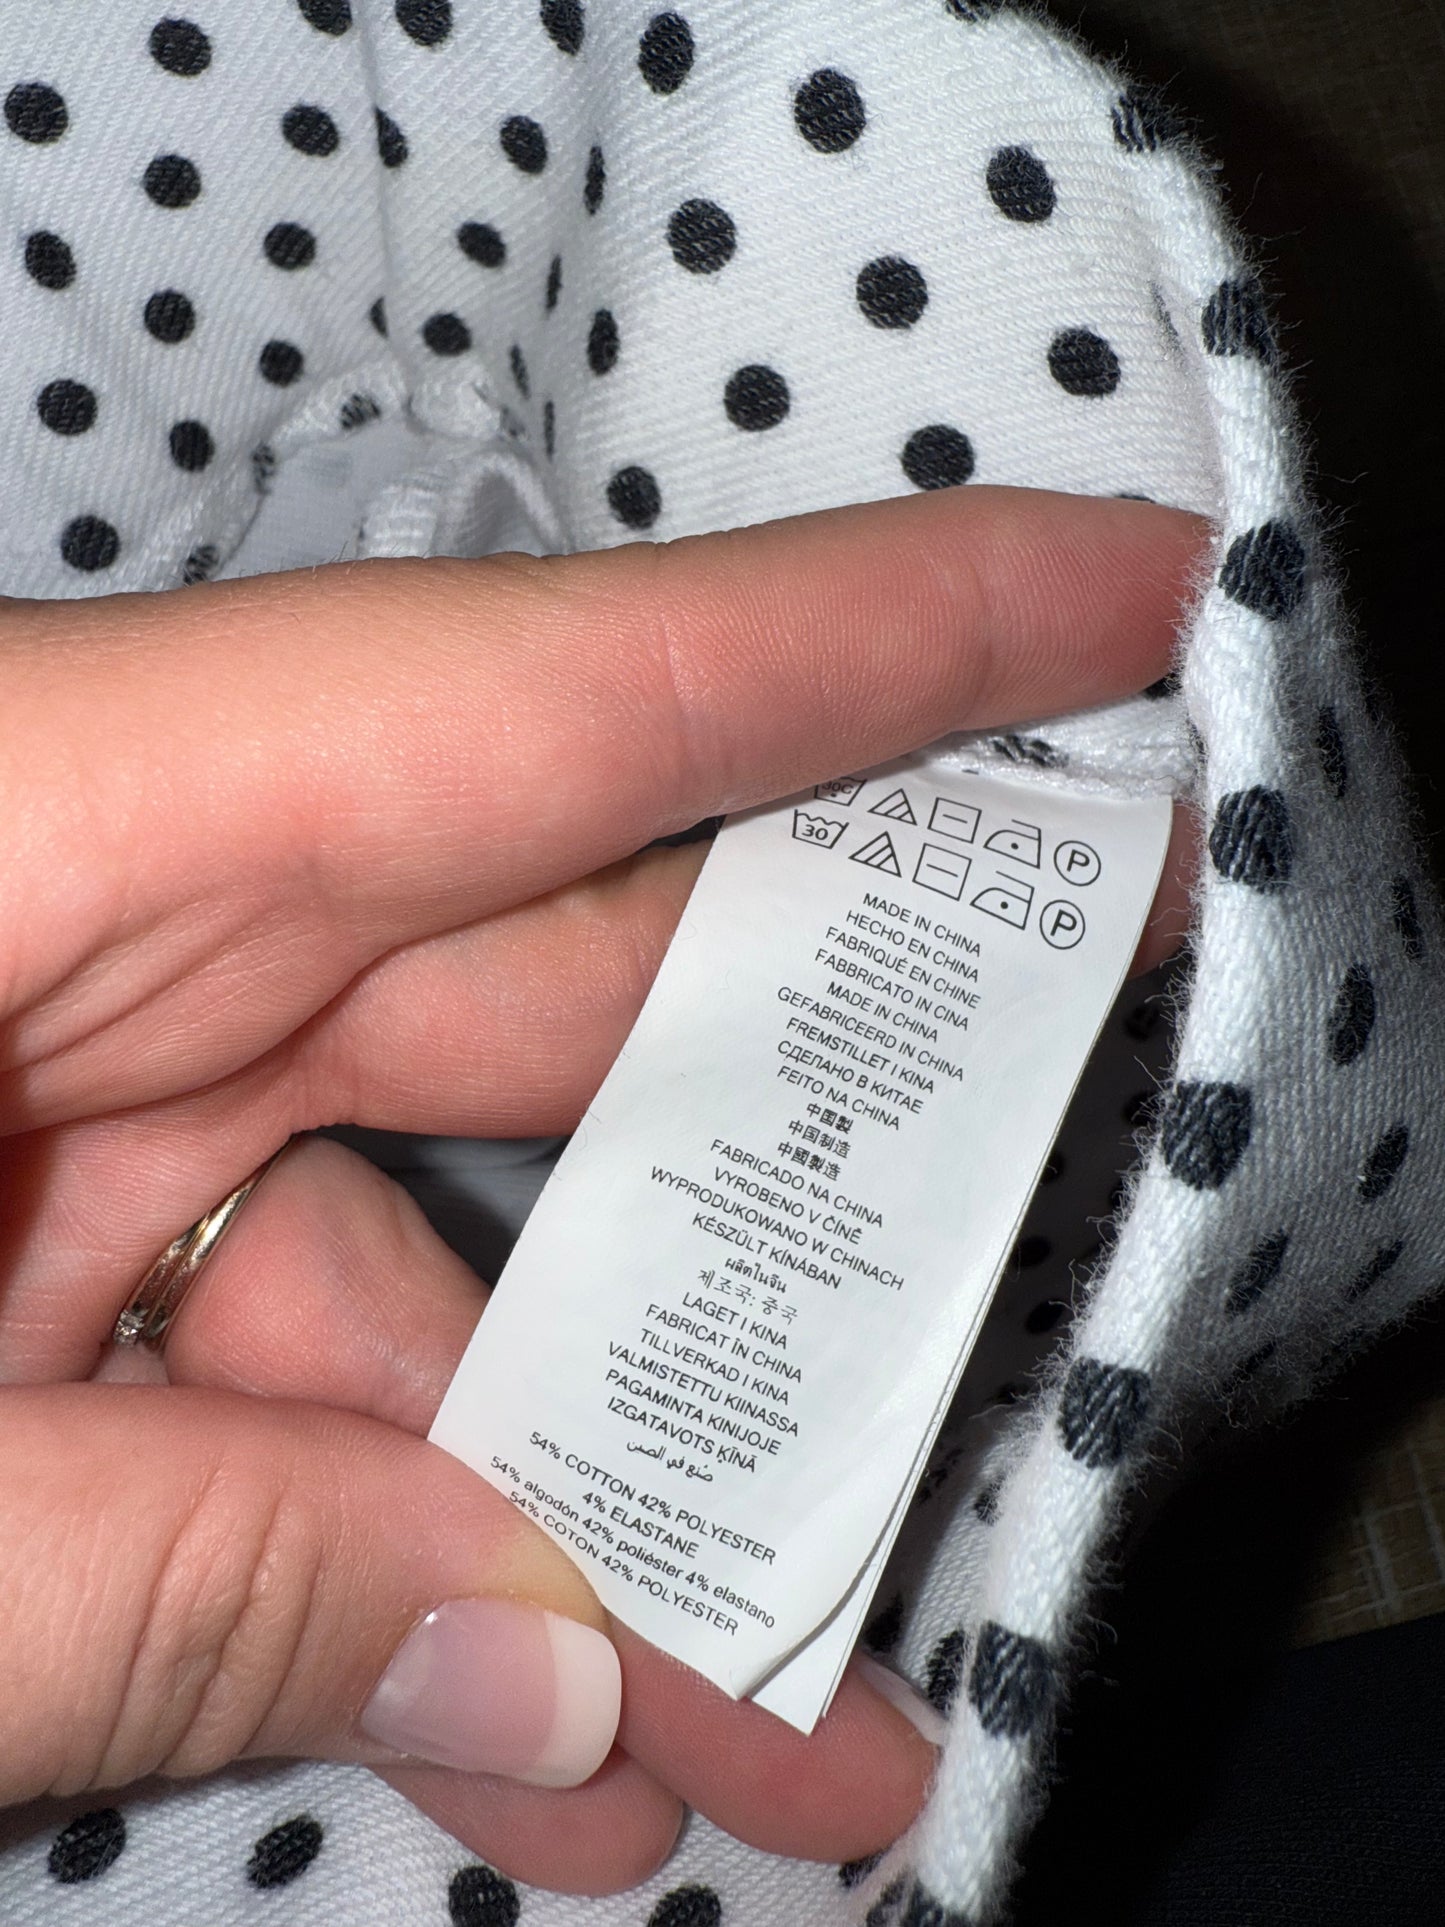 30C
P
30
P
MADE IN CHINA
HECHO EN CHINA
FABRIQUÉ EN CHINE
FABBRICATO IN CINA
MADE IN CHINA
GEFABRICEERD IN CHINA
FREMSTILLET I KINA
СДЕЛАНО В КИТАЕ
FEITO NA CHINA
中国製
中国制造
中國製造
FABRICADO NA CHINA
VYROBENO V ČÍNĚ
WYPRODUKOWANO W CHINACH
KÉSZÜLT KÍNÁBAN
ผลิตในจีน
제조국: 중국
LAGET I KINA
FABRICAT ÎN CHINA
TILLVERKAD I KINA
VALMISTETTU KIINASSA
PAGAMINTA KINIJOJE
IZGATAVOTS ĶĪNĀ
صُنع في الصين
54% COTTON 42% POLYESTER
4% ELASTANE
54% algodón 42% poliéster 4% elastano
54% COTON 42% POLYESTER